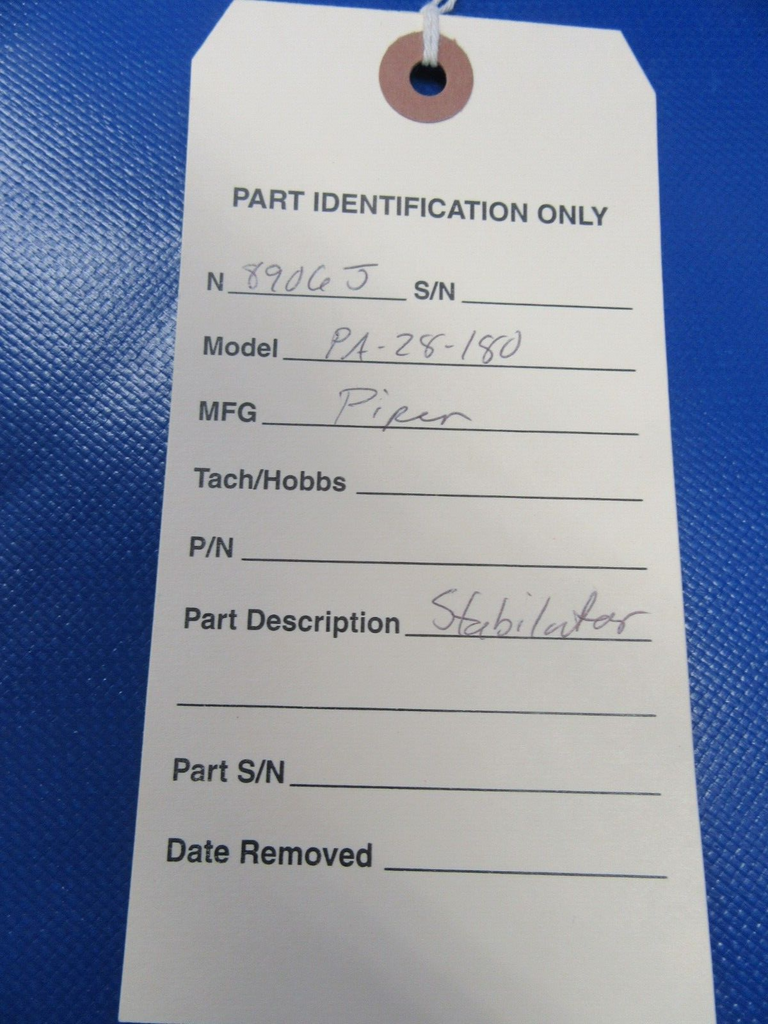 PART IDENTIFICATION ONLY
N 8906J S/N
Model PA-28-180
MFG Piper
Tach/Hobbs
P/N
Part Description Stabilator
Part S/N
Date Removed